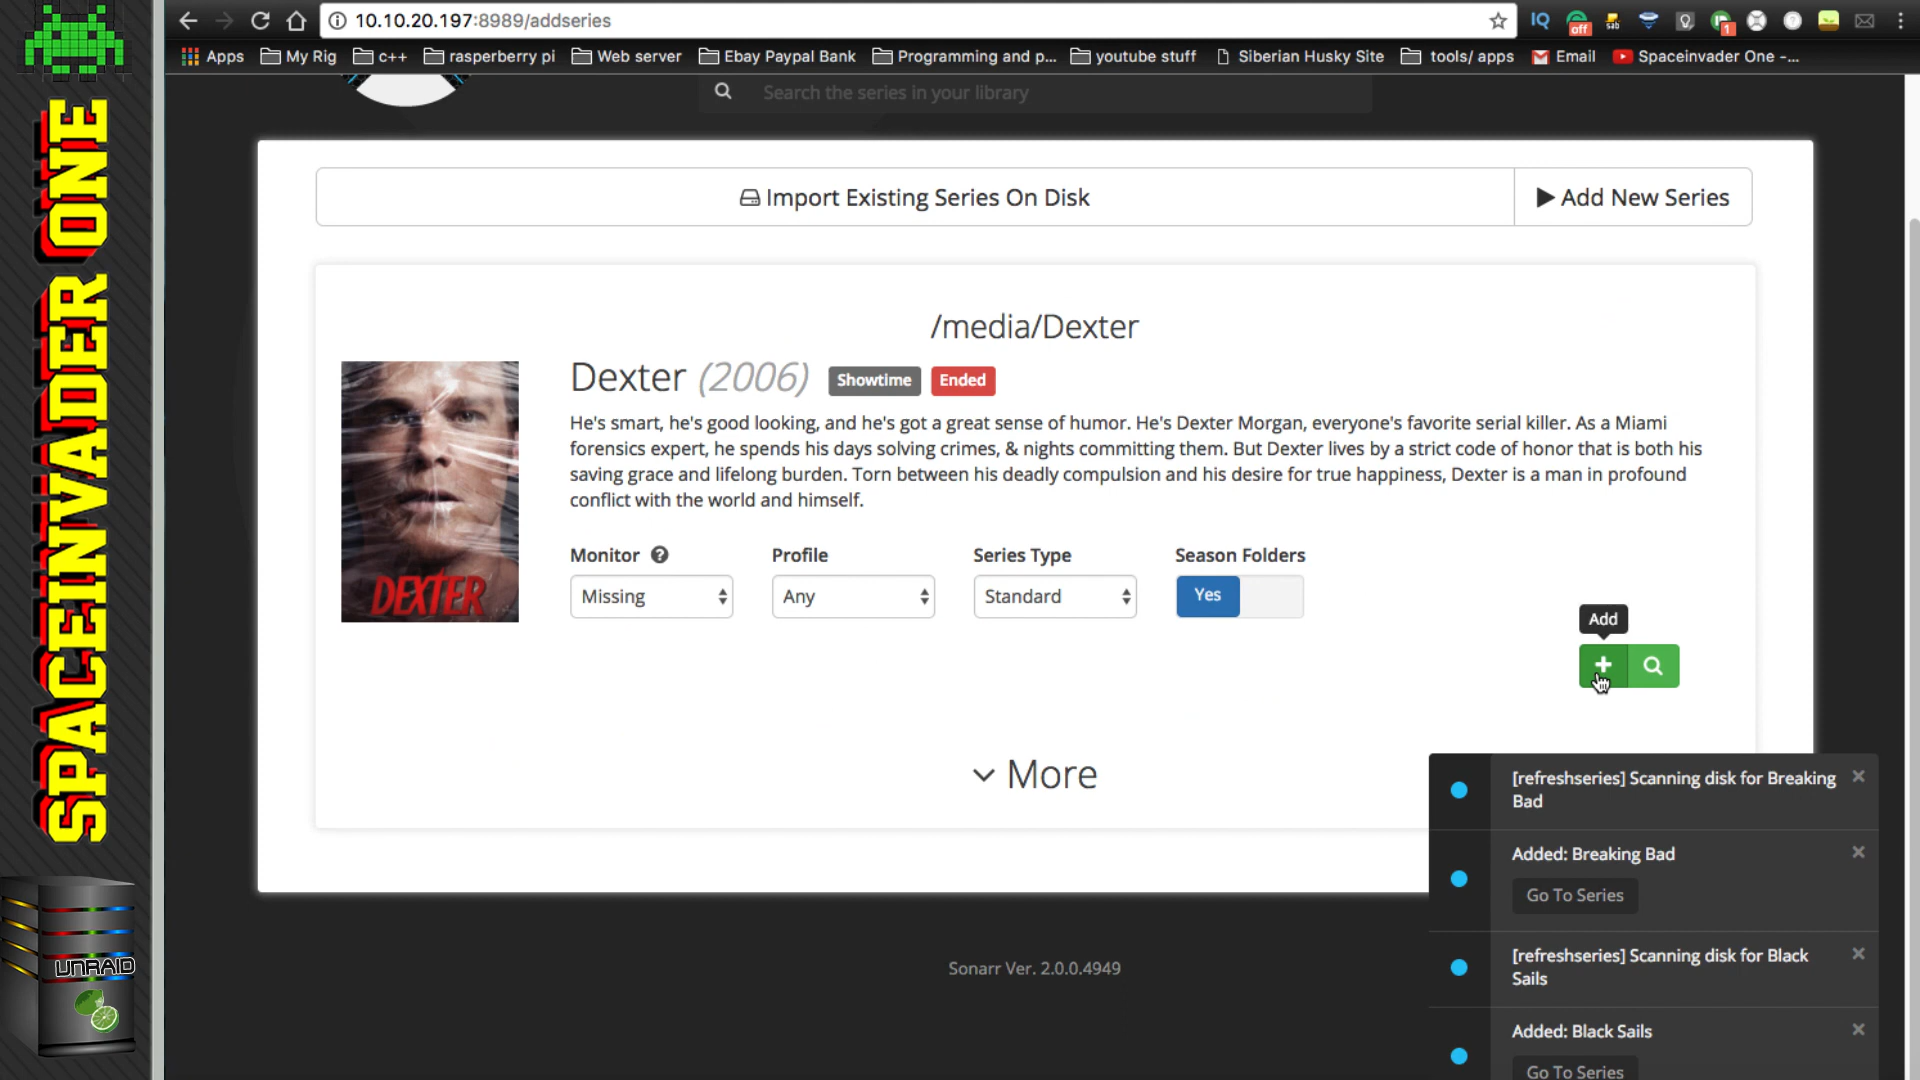 10.10.20.197:8989/addseries
IQ
off
sab
1
Apps
My Rig
c++
rasperberry pi
Web server
Ebay Paypal Bank
Programming and p...
youtube stuff
Siberian Husky Site
tools/ apps
Email
Spaceinvader One -...
Search the series in your library
Import Existing Series On Disk
Add New Series
/media/Dexter
Dexter (2006) Showtime Ended
He's smart, he's good looking, and he's got a great sense of humor. He's Dexter Morgan, everyone's favorite serial killer. As a Miami
forensics expert, he spends his days solving crimes, & nights committing them. But Dexter lives by a strict code of honor that is both his
saving grace and lifelong burden. Torn between his deadly compulsion and his desire for true happiness, Dexter is a man in profound
conflict with the world and himself.
DEXTER
Monitor
Profile
Series Type
Season Folders
Missing
Any
Standard
Yes
Add
More
[refreshseries] Scanning disk for Breaking
Bad
Added: Breaking Bad
Go To Series
[refreshseries] Scanning disk for Black
Sails
Added: Black Sails
Go To Series
Sonarr Ver. 2.0.0.4949
SPACEINVADER ONE
UNRAID